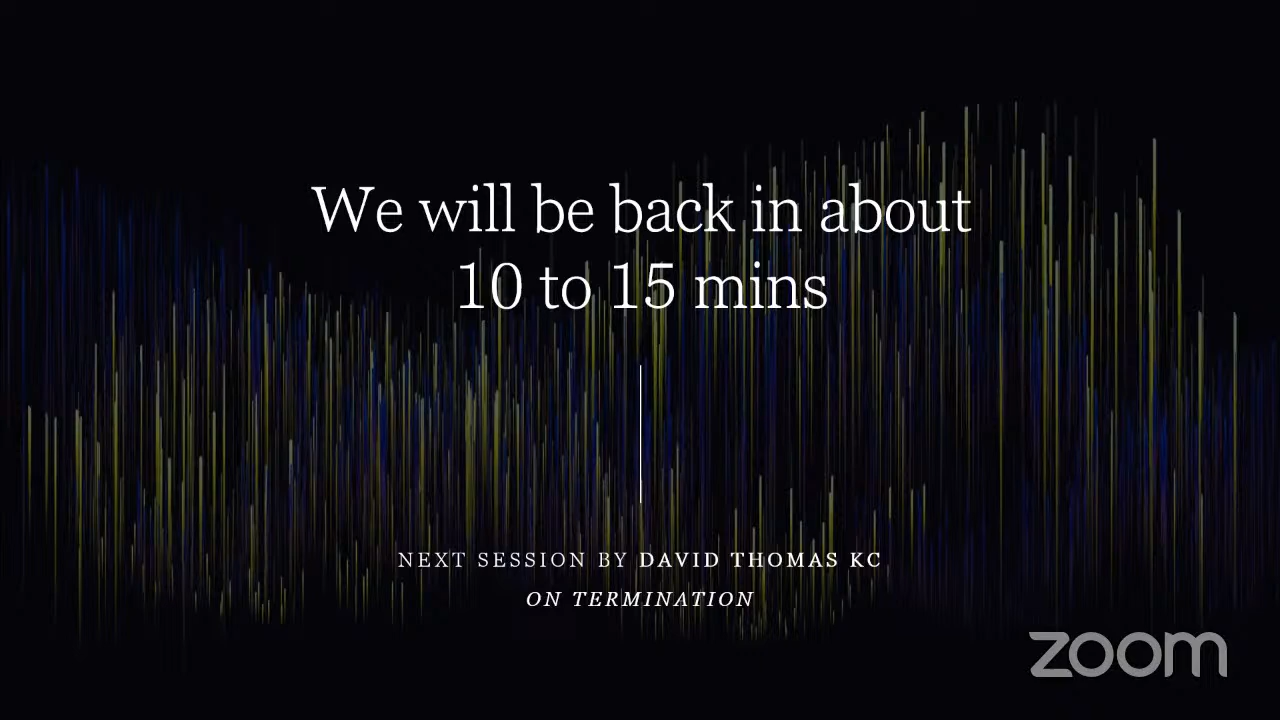 We will be back in about
10 to 15 mins
NEXT SESSION BY DAVID THOMAS KC
ON TERMINATION
zoom